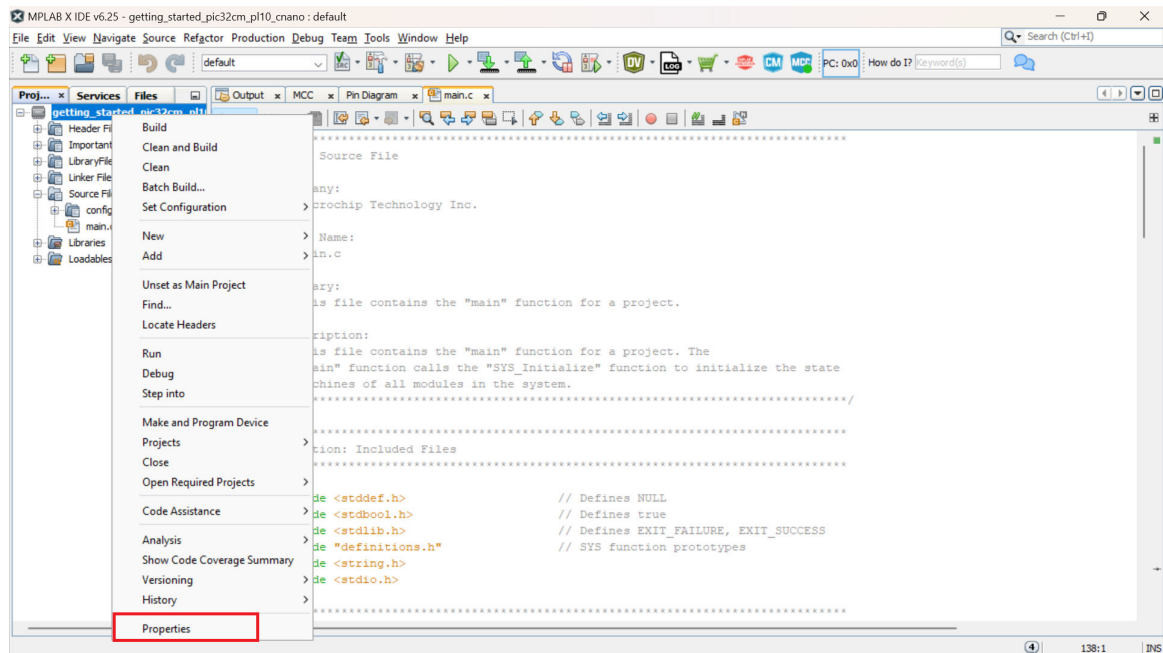 MPLAB X IDE v6.25 - getting_started_pic32cm_pl10_cnano : default
File Edit View Navigate Source Refactor Production Debug Team Tools Window Help
Search (Ctrl+I)
default
DV
LOG
CM
MCC
PC: 0x0
How do I?
Keyword(s)
Proj... x Services Files
Output x MCC x Pin Diagram x main.c x
getting_started_pic32cm_pl1
Header Fi
Important
LibraryFile
Linker File
Source Fil
config
main.c
Libraries
Loadables
Build
Clean and Build
Clean
Batch Build...
Set Configuration >
New >
Add >
Unset as Main Project
Find...
Locate Headers
Run
Debug
Step into
Make and Program Device
Projects >
Close
Open Required Projects >
Code Assistance >
Analysis >
Show Code Coverage Summary
Versioning >
History >
Properties
*******************************************************************************
Source File
any:
crochip Technology Inc.
Name:
in.c
ary:
is file contains the "main" function for a project.
ription:
is file contains the "main" function for a project. The
ain" function calls the "SYS_Initialize" function to initialize the state
chines of all modules in the system.
*******************************************************************************/
*******************************************************************************
tion: Included Files
*******************************************************************************
de <stddef.h> // Defines NULL
de <stdbool.h> // Defines true
de <stdlib.h> // Defines EXIT_FAILURE, EXIT_SUCCESS
de "definitions.h" // SYS function prototypes
de <string.h>
de <stdio.h>
*******************************************************************************
4 138:1 INS